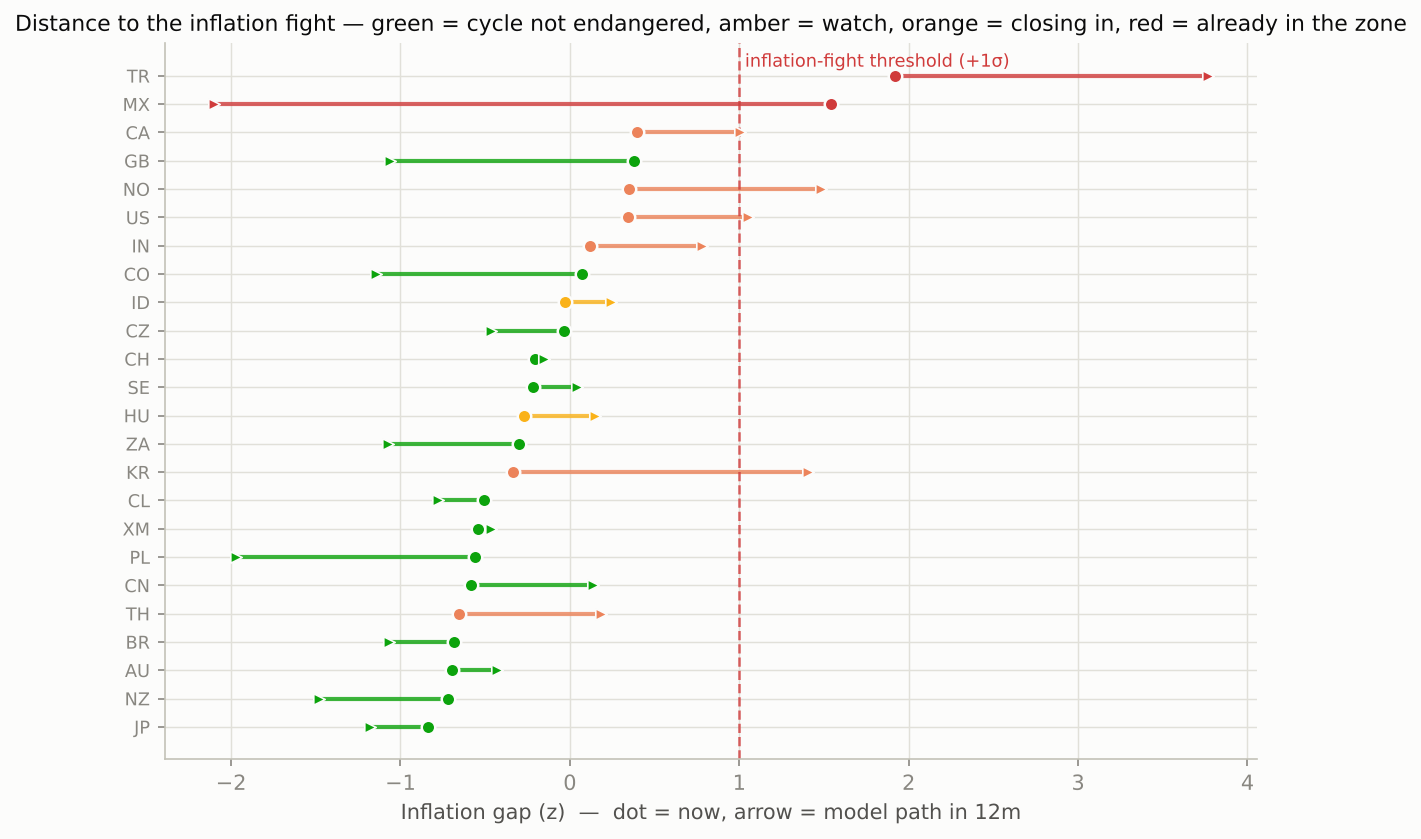 Distance to the inflation fight — green = cycle not endangered, amber = watch, orange = closing in, red = already in the zone
inflation-fight threshold (+1σ)
TR
MX
CA
GB
NO
US
IN
CO
ID
CZ
CH
SE
HU
ZA
KR
CL
XM
PL
CN
TH
BR
AU
NZ
JP
−2 −1 0 1 2 3 4
Inflation gap (z) — dot = now, arrow = model path in 12m